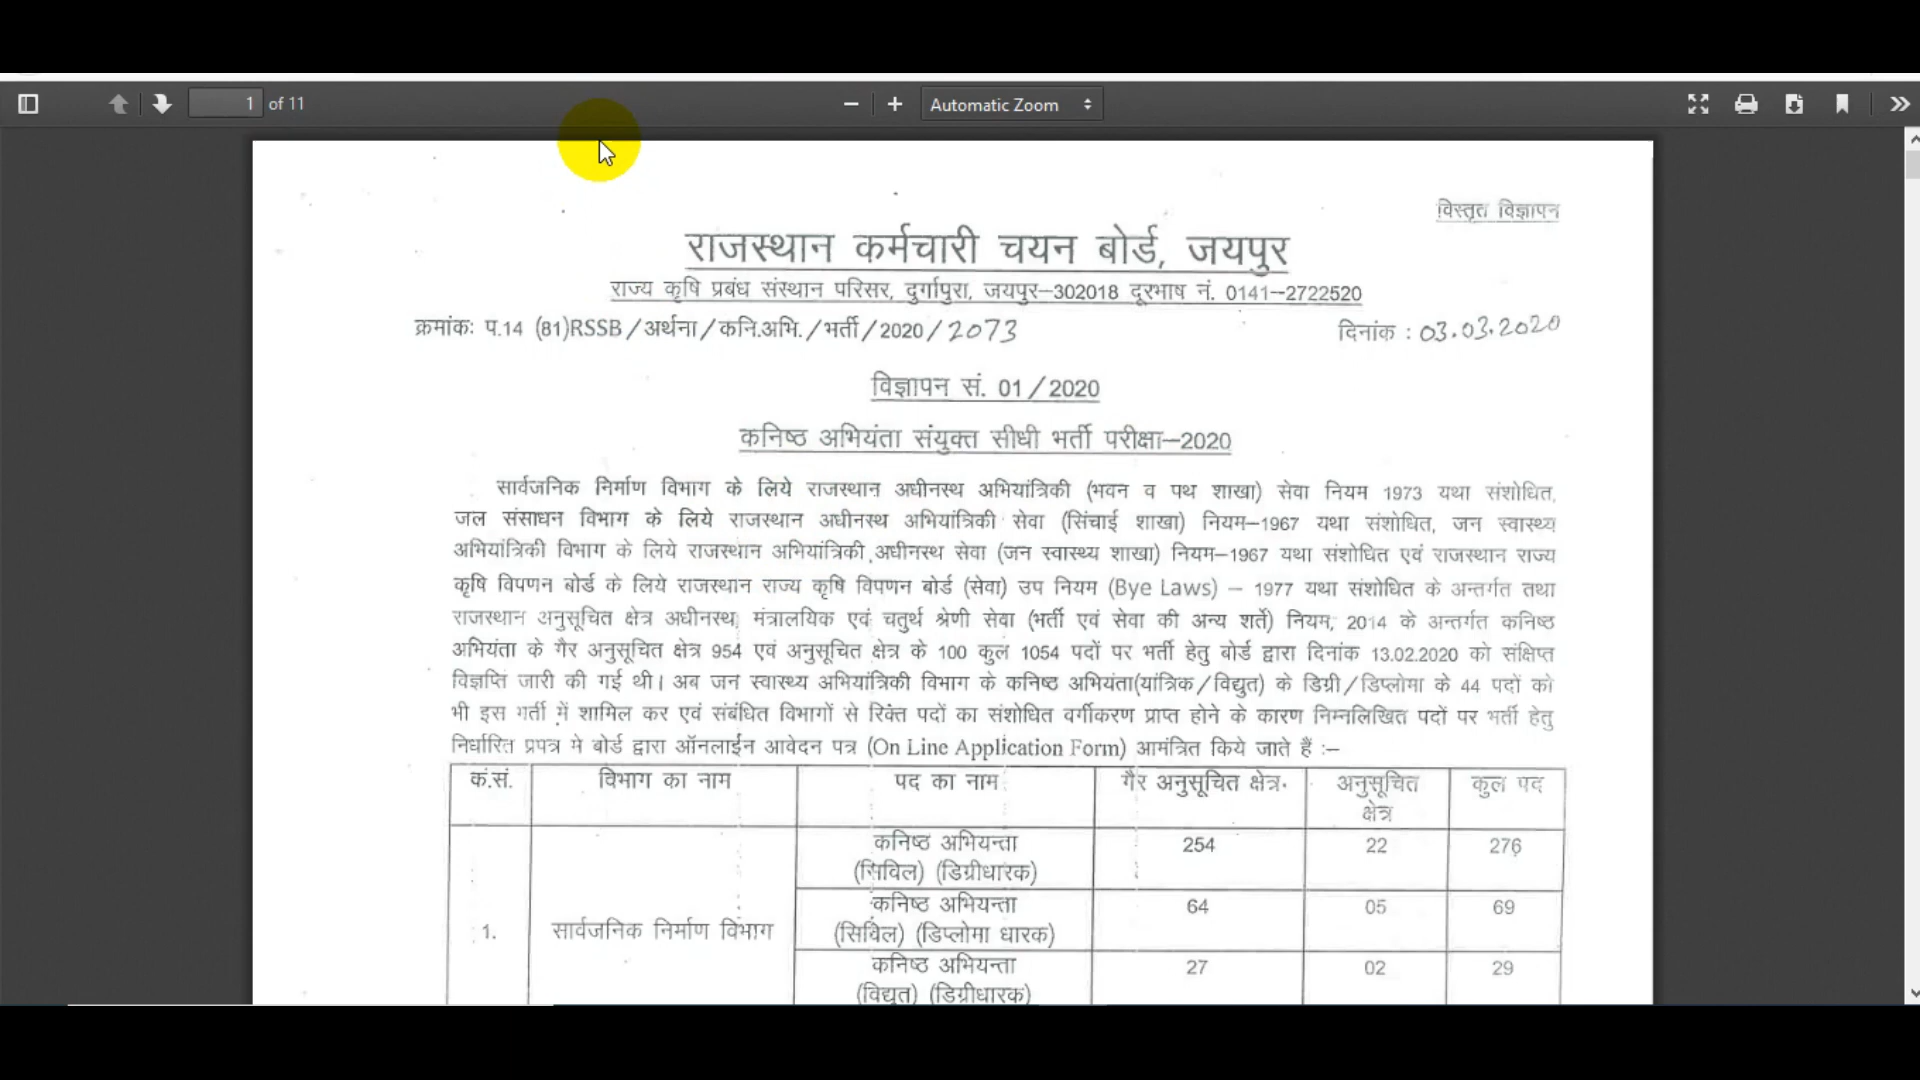 1 of 11
Automatic Zoom
विस्तृत विज्ञापन
राजस्थान कर्मचारी चयन बोर्ड, जयपुर
राज्य कृषि प्रबंध संस्थान परिसर, दुर्गापुरा, जयपुर–302018 दूरभाष नं. 0141–2722520
क्रमांकः प.14 (81)RSSB/अर्थना/कनि.अभि./भर्ती/2020/2073 दिनांक : 03.03.2020
विज्ञापन सं. 01/2020
कनिष्ठ अभियंता संयुक्त सीधी भर्ती परीक्षा–2020
सार्वजनिक निर्माण विभाग के लिये राजस्थान अधीनस्थ अभियांत्रिकी (भवन व पथ शाखा) सेवा नियम 1973 यथा संशोधित,
जल संसाधन विभाग के लिये राजस्थान अधीनस्थ अभियांत्रिकी सेवा (सिंचाई शाखा) नियम–1967 यथा संशोधित, जन स्वास्थ्य
अभियांत्रिकी विभाग के लिये राजस्थान अभियांत्रिकी अधीनस्थ सेवा (जन स्वास्थ्य शाखा) नियम–1967 यथा संशोधित एवं राजस्थान राज्य
कृषि विपणन बोर्ड के लिये राजस्थान राज्य कृषि विपणन बोर्ड (सेवा) उप नियम (Bye Laws) – 1977 यथा संशोधित के अन्तर्गत तथा
राजस्थान अनुसूचित क्षेत्र अधीनस्थ, मंत्रालयिक एवं चतुर्थ श्रेणी सेवा (भर्ती एवं सेवा की अन्य शर्ते) नियम, 2014 के अन्तर्गत कनिष्ठ
अभियंता के गैर अनुसूचित क्षेत्र 954 एवं अनुसूचित क्षेत्र के 100 कुल 1054 पदों पर भर्ती हेतु बोर्ड द्वारा दिनांक 13.02.2020 को संक्षिप्त
विज्ञप्ति जारी की गई थी। अब जन स्वास्थ्य अभियांत्रिकी विभाग के कनिष्ठ अभियंता(यांत्रिक/विद्युत) के डिग्री/डिप्लोमा के 44 पदों को
भी इस भर्ती में शामिल कर एवं संबंधित विभागों से रिक्त पदों का संशोधित वर्गीकरण प्राप्त होने के कारण निम्नलिखित पदों पर भर्ती हेतु
निर्धारित प्रपत्र मे बोर्ड द्वारा ऑनलाईन आवेदन पत्र (On Line Application Form) आमंत्रित किये जाते हैं :–
कं.सं. विभाग का नाम पद का नाम गैर अनुसूचित क्षेत्र अनुसूचित क्षेत्र कुल पद
1. सार्वजनिक निर्माण विभाग
कनिष्ठ अभियन्ता (सिविल) (डिग्रीधारक) 254 22 276
कनिष्ठ अभियन्ता (सिविल) (डिप्लोमा धारक) 64 05 69
कनिष्ठ अभियन्ता (विद्युत) (डिग्रीधारक) 27 02 29